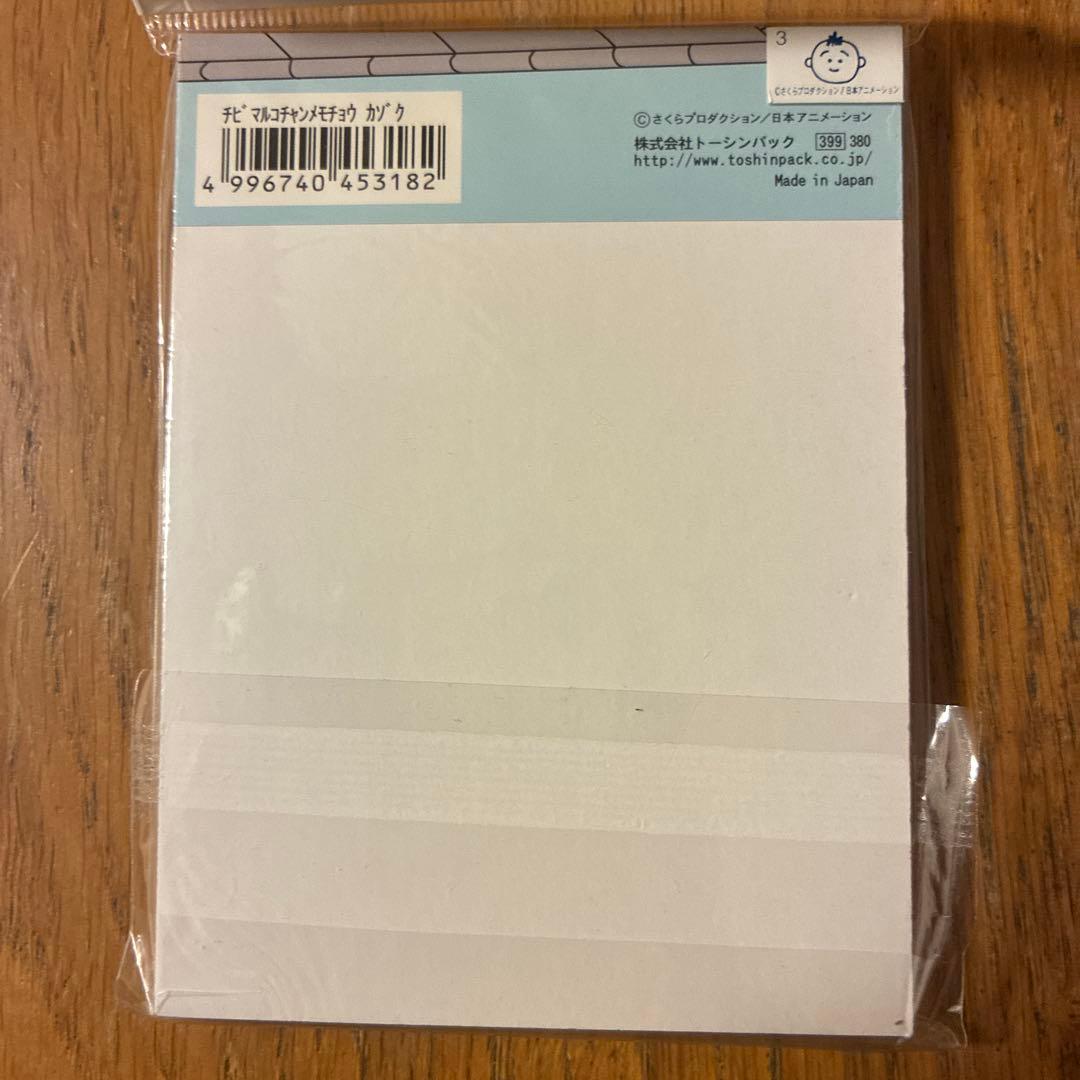 3
©さくらプロダクション/日本アニメーション
ﾁﾋﾞﾏﾙｺﾁｬﾝﾒﾓﾁｮｳ ｶｿﾞｸ
4 996740 453182
©さくらプロダクション/日本アニメーション
株式会社トーシンパック 399 380
http://www.toshinpack.co.jp/
Made in Japan